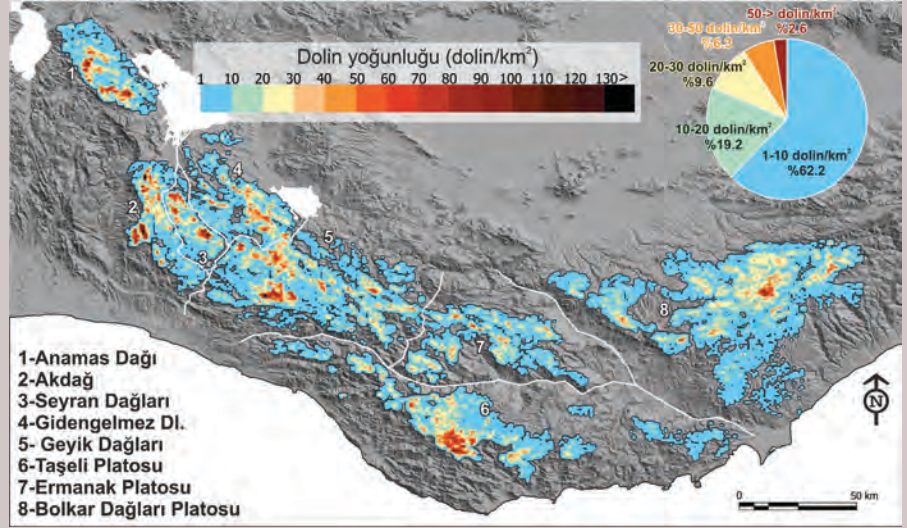 Dolin yoğunluğu (dolin/km²)
1 10 20 30 40 50 60 70 80 90 100 110 120 130>
50-> dolin/km²
%2.6
30-50 dolin/km²
%6.3
20-30 dolin/km²
%9.6
10-20 dolin/km²
%19.2
1-10 dolin/km²
%62.2
1
2
3
4
5
6
7
8
1-Anamas Dağı
2-Akdağ
3-Seyran Dağları
4-Gidengelmez Dl.
5- Geyik Dağları
6-Taşeli Platosu
7-Ermanak Platosu
8-Bolkar Dağları Platosu
N
0 50 km